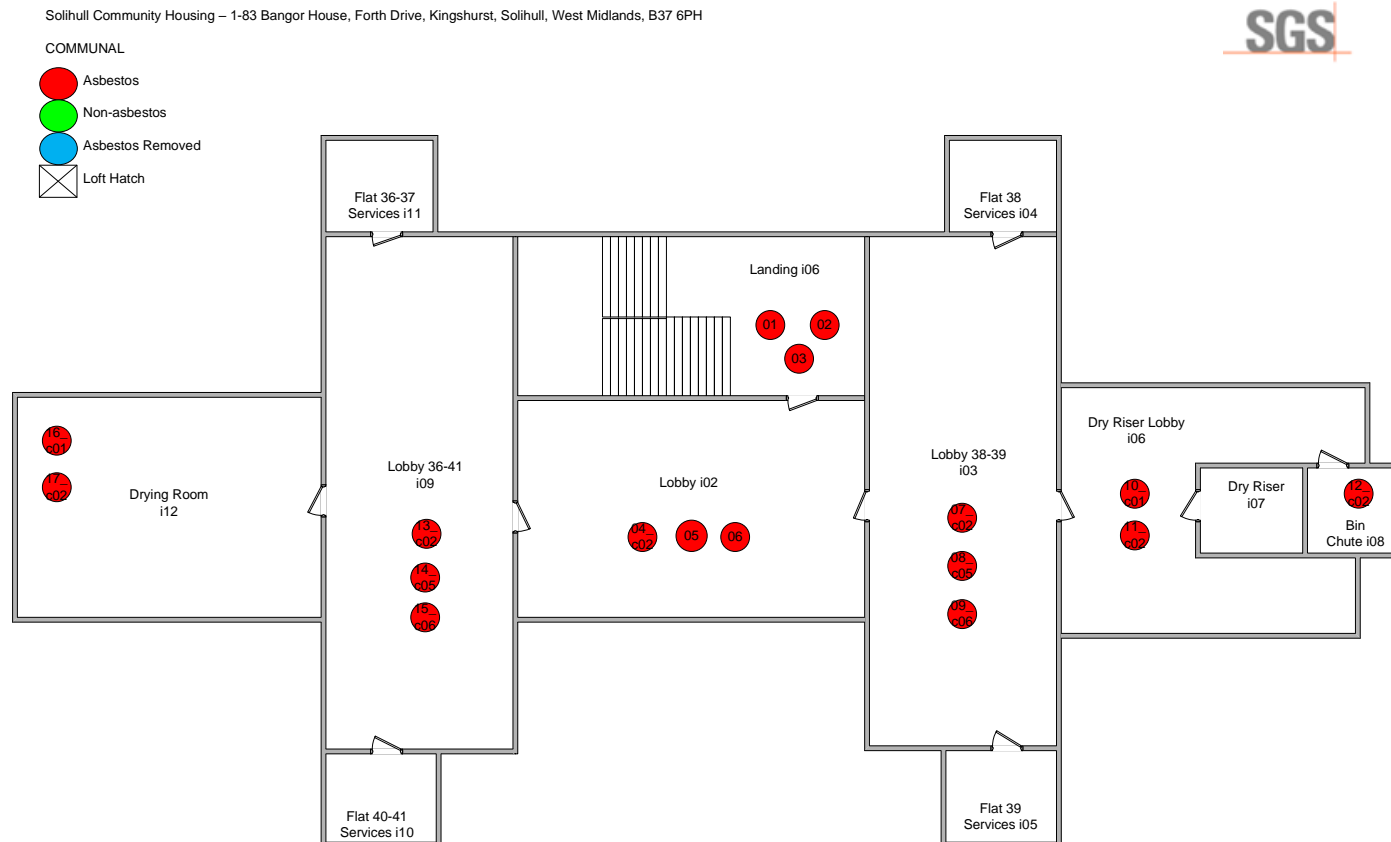 Solihull Community Housing – 1-83 Bangor House, Forth Drive, Kingshurst, Solihull, West Midlands, B37 6PH
SGS
COMMUNAL
Asbestos
Non-asbestos
Asbestos Removed
Loft Hatch
Flat 36-37
Services i11
Flat 38
Services i04
Landing i06
01
02
03
Dry Riser Lobby
i06
Lobby 36-41
i09
Lobby 38-39
i03
Lobby i02
Drying Room
i12
Dry Riser
i07
Bin
Chute i08
16_
c01
17_
c02
13_
c02
14_
c05
15_
c06
04_
c02
05
06
07_
c02
08_
c05
09_
c06
10_
c01
11_
c02
12_
c02
Flat 40-41
Services i10
Flat 39
Services i05